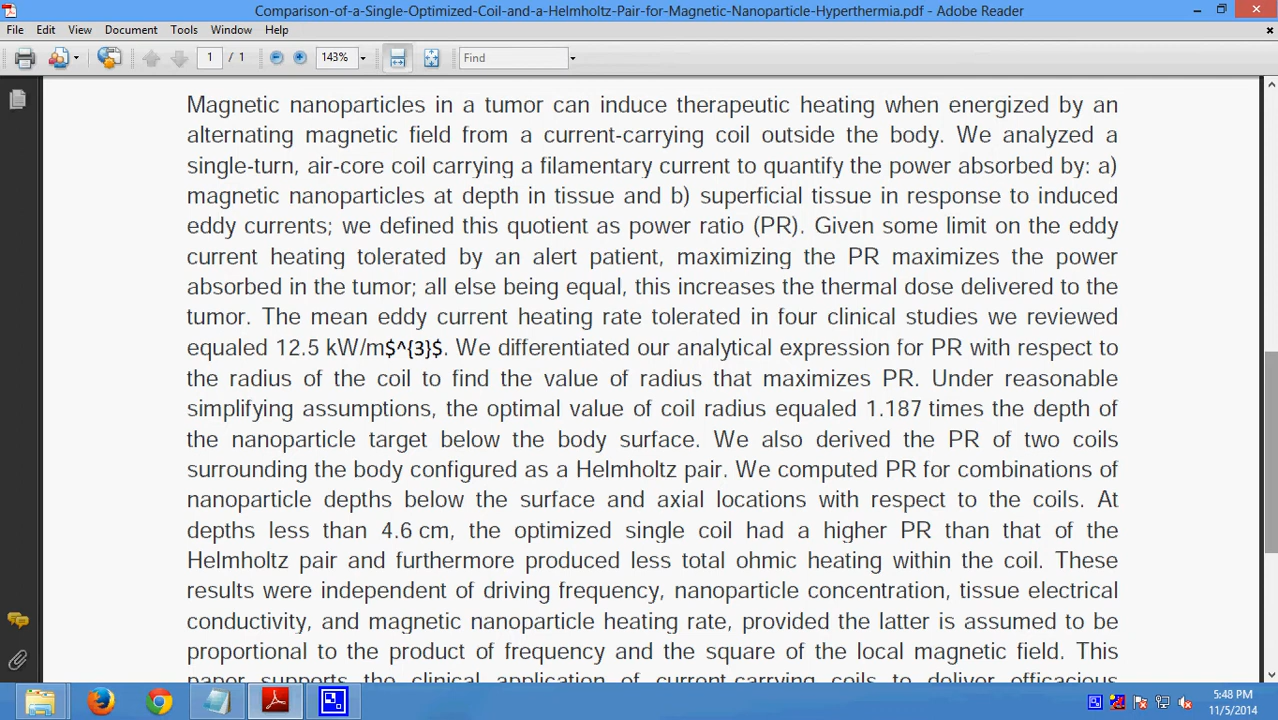 Comparison-of-a-Single-Optimized-Coil-and-a-Helmholtz-Pair-for-Magnetic-Nanoparticle-Hyperthermia.pdf - Adobe Reader
File Edit View Document Tools Window Help
1 / 1 143% Find
Magnetic nanoparticles in a tumor can induce therapeutic heating when energized by an
alternating magnetic field from a current-carrying coil outside the body. We analyzed a
single-turn, air-core coil carrying a filamentary current to quantify the power absorbed by: a)
magnetic nanoparticles at depth in tissue and b) superficial tissue in response to induced
eddy currents; we defined this quotient as power ratio (PR). Given some limit on the eddy
current heating tolerated by an alert patient, maximizing the PR maximizes the power
absorbed in the tumor; all else being equal, this increases the thermal dose delivered to the
tumor. The mean eddy current heating rate tolerated in four clinical studies we reviewed
equaled 12.5 kW/m$^{3}$. We differentiated our analytical expression for PR with respect to
the radius of the coil to find the value of radius that maximizes PR. Under reasonable
simplifying assumptions, the optimal value of coil radius equaled 1.187 times the depth of
the nanoparticle target below the body surface. We also derived the PR of two coils
surrounding the body configured as a Helmholtz pair. We computed PR for combinations of
nanoparticle depths below the surface and axial locations with respect to the coils. At
depths less than 4.6 cm, the optimized single coil had a higher PR than that of the
Helmholtz pair and furthermore produced less total ohmic heating within the coil. These
results were independent of driving frequency, nanoparticle concentration, tissue electrical
conductivity, and magnetic nanoparticle heating rate, provided the latter is assumed to be
proportional to the product of frequency and the square of the local magnetic field. This
paper supports the clinical application of current-carrying coils to deliver efficacious
5:48 PM
11/5/2014